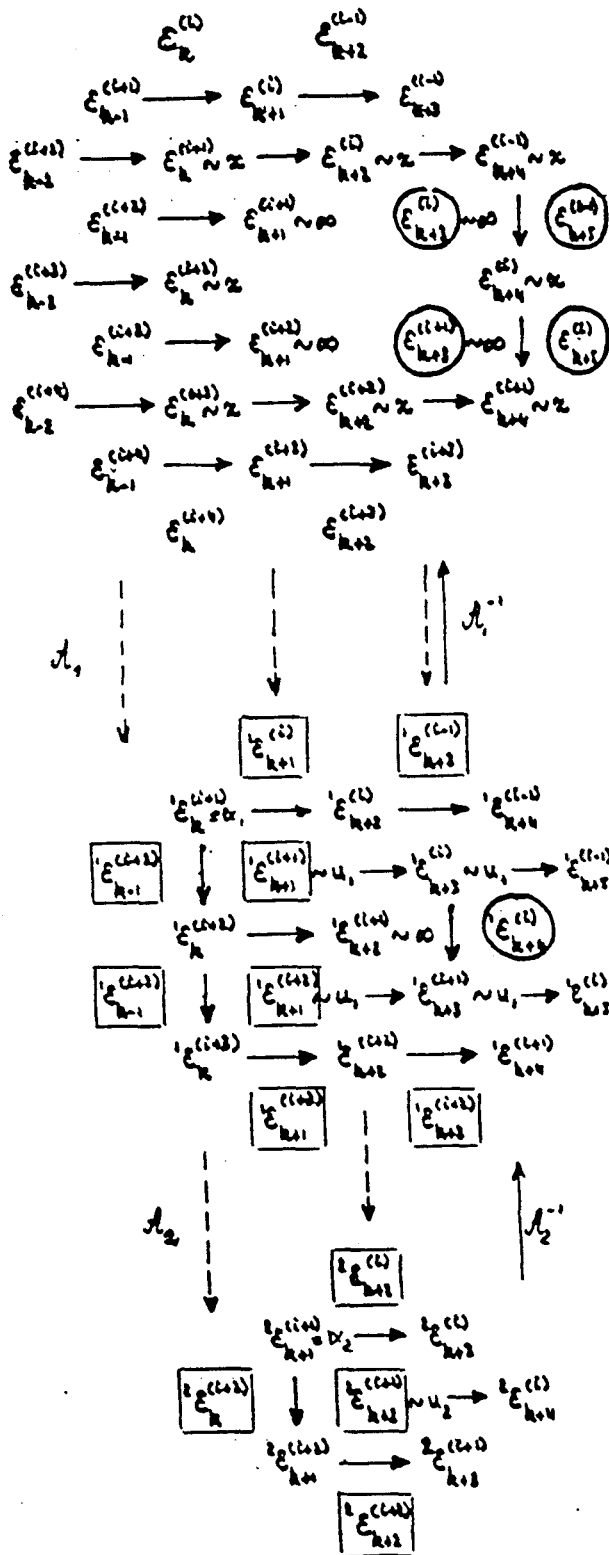 ε_k^{(i)} ε_{k+2}^{(i-1)}
ε_{k-1}^{(i+1)} → ε_{k+1}^{(i)} → ε_{k+3}^{(i-1)}
ε_{k-2}^{(i+2)} → ε_k^{(i+1)} ~ x → ε_{k+2}^{(i)} ~ x → ε_{k+4}^{(i-1)} ~ x
ε_{k-1}^{(i+2)} → ε_{k+1}^{(i+1)} ~ ∞ ε_{k+3}^{(i)} ~ ∞ ↓ ε_{k+5}^{(i-1)}
ε_{k-2}^{(i+3)} → ε_k^{(i+2)} ~ x ε_{k+4}^{(i)} ~ x
ε_{k-1}^{(i+3)} → ε_{k+1}^{(i+2)} ~ ∞ ε_{k+3}^{(i+1)} ~ ∞ ↓ ε_{k+5}^{(i)}
ε_{k-2}^{(i+4)} → ε_k^{(i+3)} ~ x → ε_{k+2}^{(i+2)} ~ x → ε_{k+4}^{(i+1)} ~ x
ε_{k-1}^{(i+4)} → ε_{k+1}^{(i+3)} → ε_{k+3}^{(i+2)}
ε_k^{(i+4)} ε_{k+2}^{(i+3)}
A_1 A_1^{-1}
¹ε_{k+1}^{(i)} ¹ε_{k+3}^{(i-1)}
¹ε_k^{(i+1)} = α_1 → ¹ε_{k+2}^{(i)} → ¹ε_{k+4}^{(i-1)}
¹ε_{k-1}^{(i+2)} ↓ ¹ε_{k+1}^{(i+1)} ~ u_1 → ¹ε_{k+3}^{(i)} ~ u_1 → ¹ε_{k+5}^{(i-1)}
¹ε_k^{(i+2)} → ¹ε_{k+2}^{(i+1)} ~ ∞ ↓ ¹ε_{k+4}^{(i)}
¹ε_{k-1}^{(i+3)} ↓ ¹ε_{k+1}^{(i+2)} ~ u_1 → ¹ε_{k+3}^{(i+1)} ~ u_1 → ¹ε_{k+5}^{(i)}
¹ε_k^{(i+3)} → ¹ε_{k+2}^{(i+2)} → ¹ε_{k+4}^{(i+1)}
¹ε_{k+1}^{(i+3)} ¹ε_{k+3}^{(i+2)}
A_2 A_2^{-1}
²ε_{k+2}^{(i)}
²ε_{k+1}^{(i+1)} = α_2 → ²ε_{k+3}^{(i)}
²ε_k^{(i+2)} ↓ ²ε_{k+2}^{(i+1)} ~ u_2 → ²ε_{k+4}^{(i)}
²ε_{k+1}^{(i+2)} → ²ε_{k+3}^{(i+1)}
²ε_{k+2}^{(i+2)}